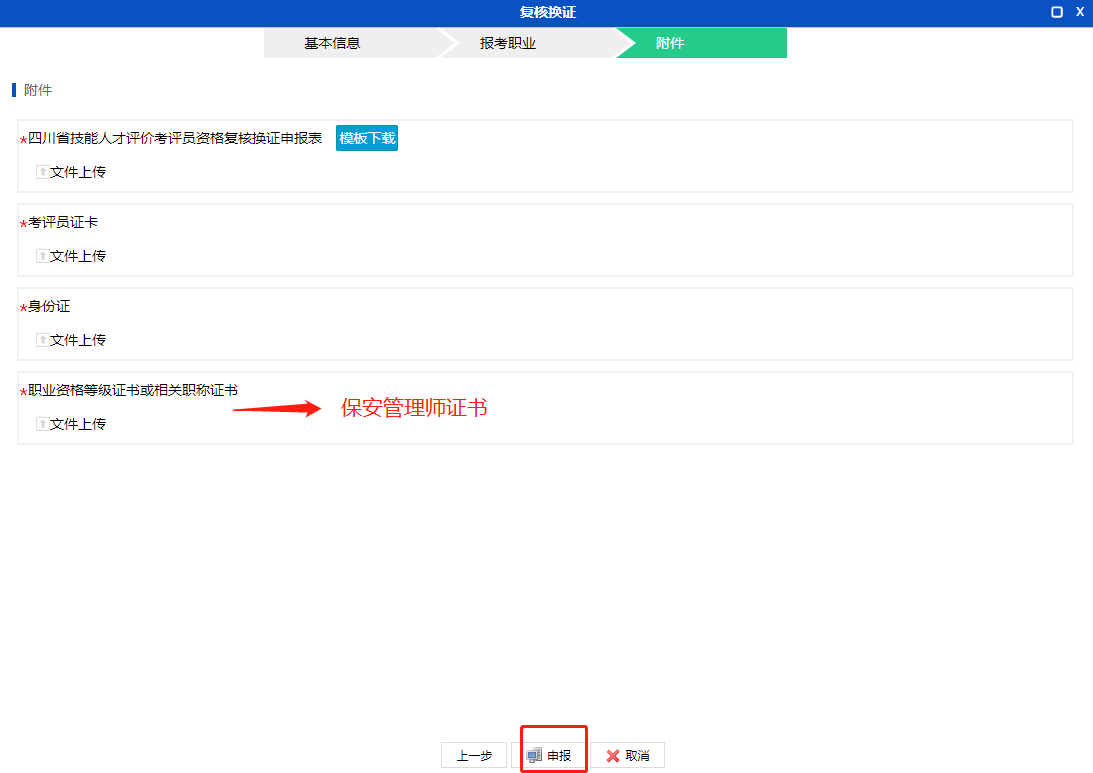 复核换证
X
基本信息 报考职业 附件
附件
*四川省技能人才评价考评员资格复核换证申报表 模板下载
文件上传
*考评员证卡
文件上传
*身份证
文件上传
*职业资格等级证书或相关职称证书
保安管理师证书
文件上传
上一步 申报 取消